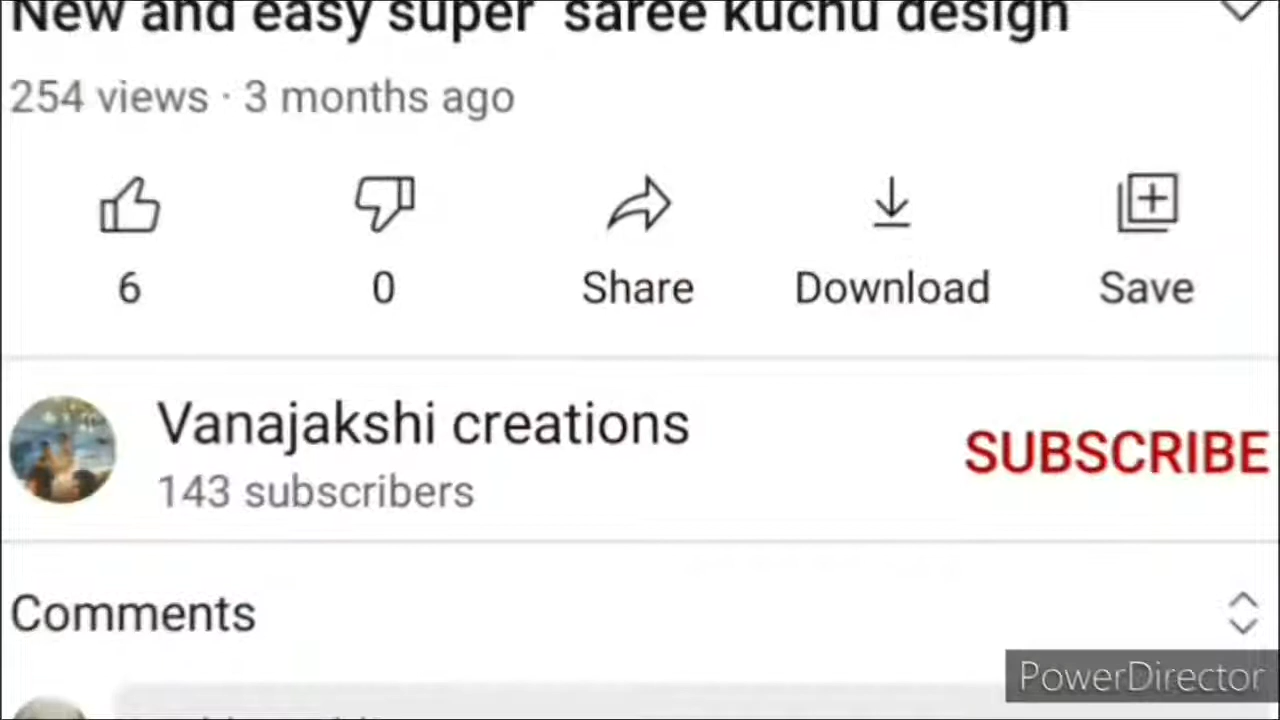 New and easy super saree kuchu design
254 views · 3 months ago
6 0 Share Download Save
Vanajakshi creations
SUBSCRIBE
143 subscribers
Comments
PowerDirector